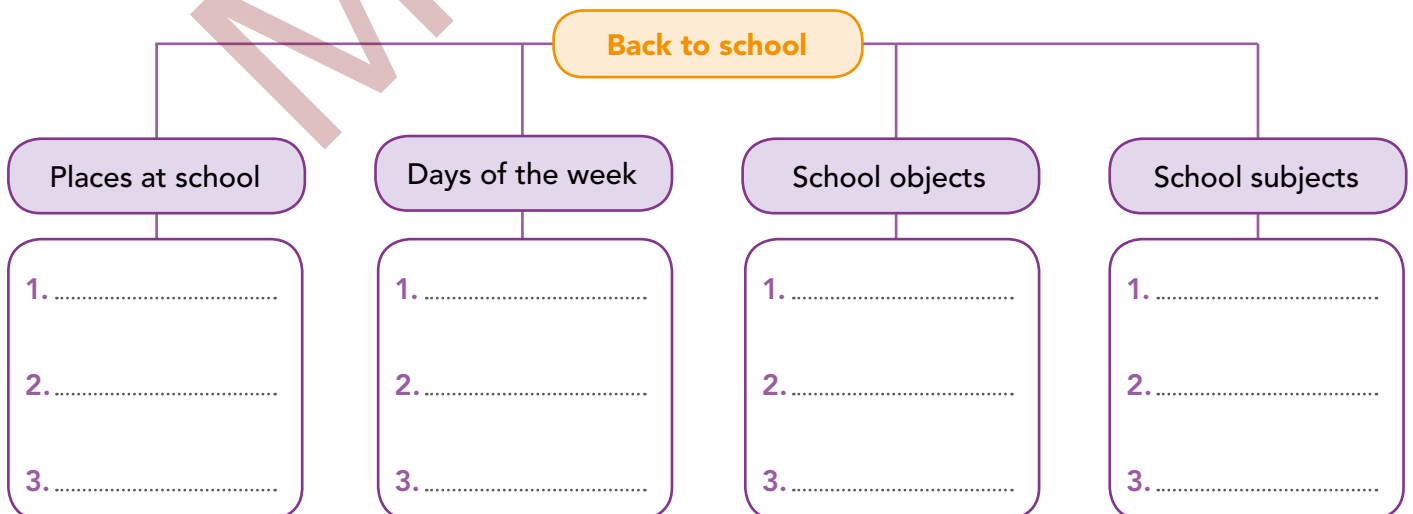 Back to school
Places at school
Days of the week
School objects
School subjects
1. ........................................
2. ........................................
3. ........................................
1. ........................................
2. ........................................
3. ........................................
1. ........................................
2. ........................................
3. ........................................
1. ........................................
2. ........................................
3. ........................................